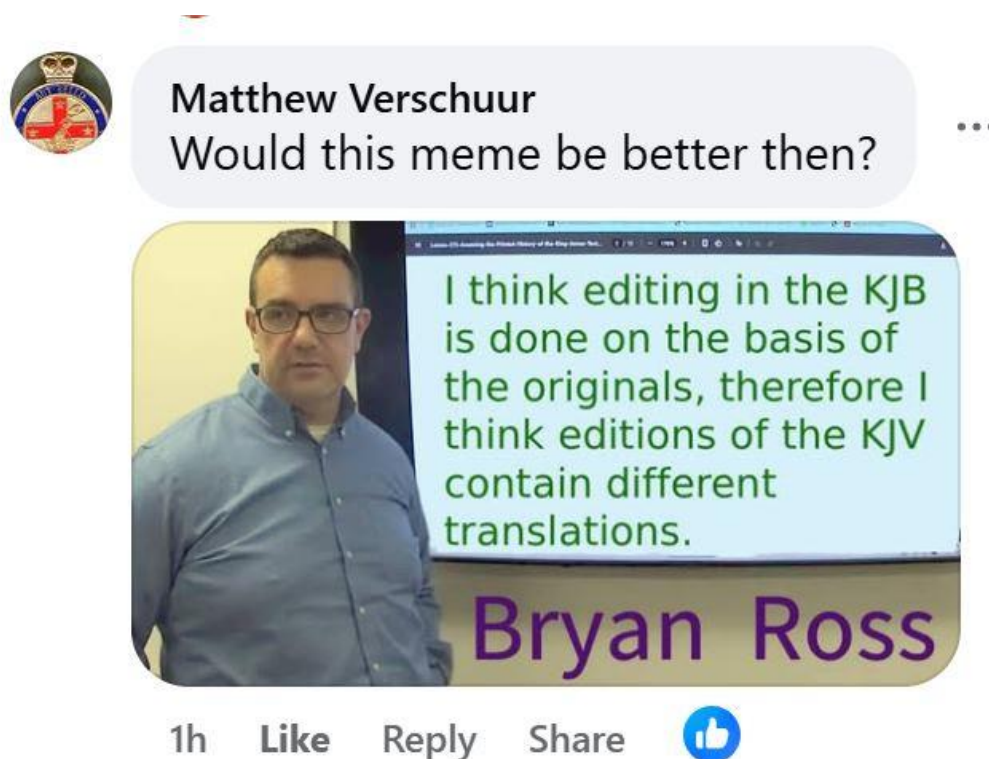 Matthew Verschuur
Would this meme be better then?
I think editing in the KJB
is done on the basis of
the originals, therefore I
think editions of the KJV
contain different
translations.
Bryan Ross
1h Like Reply Share